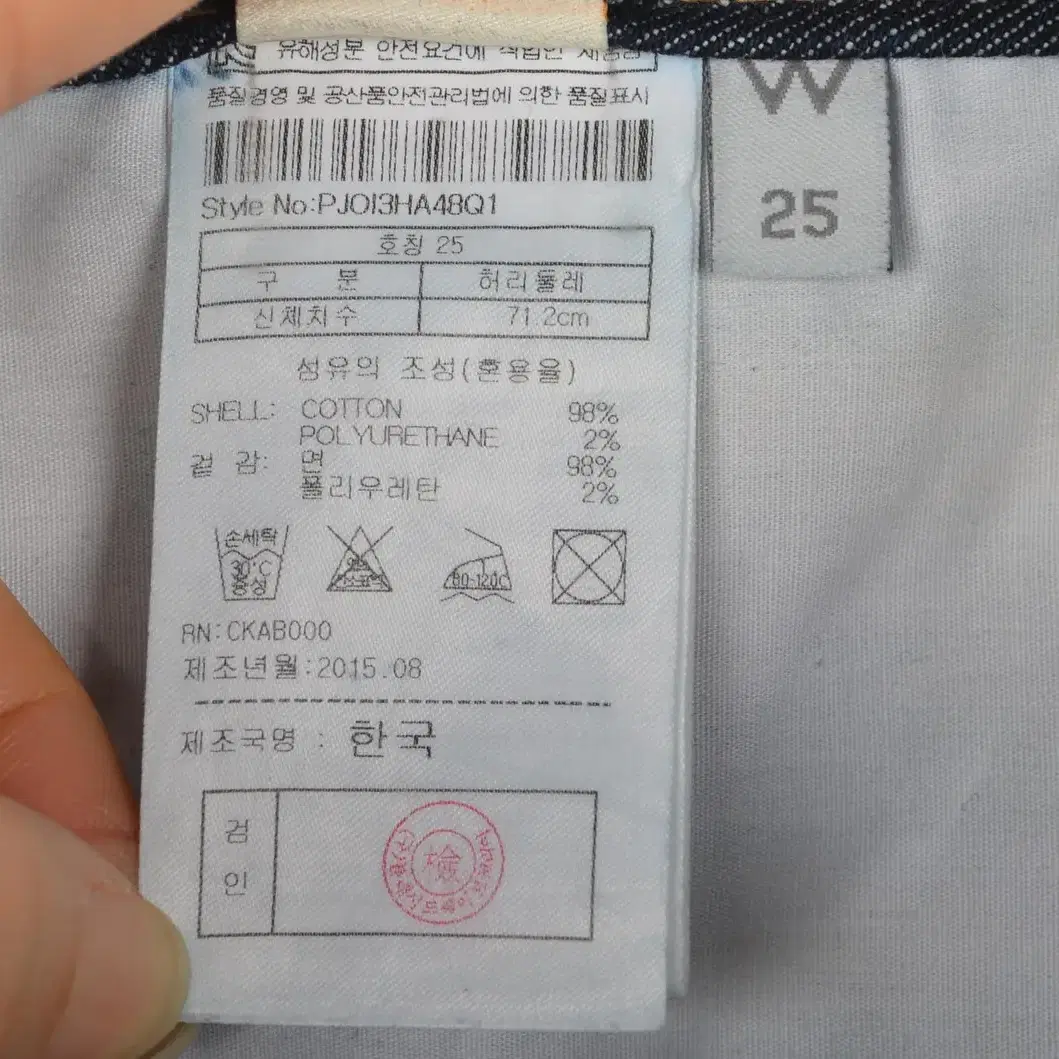 유해성분 안전요건에 적합한 제품임
품질경영 및 공산품안전관리법에 의한 품질표시
Style No:PJOI3HA48Q1
호칭 25
구 분 허리둘레
신체치수 71.2cm
섬유의 조성(혼용율)
SHELL: COTTON 98%
POLYURETHANE 2%
겉 감: 면 98%
폴리우레탄 2%
손세탁
30°C
중성
80-120C
RN:CKAB000
제조년월:2015.08
제조국명 : 한국
검
인
檢
W
25